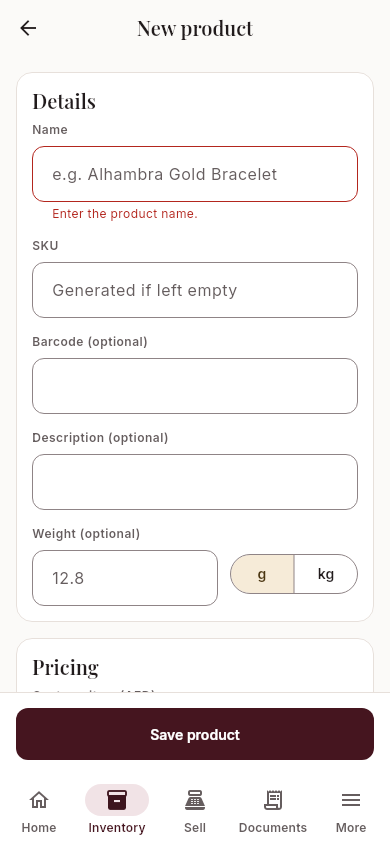 New product
Details
Name
e.g. Alhambra Gold Bracelet
Enter the product name.
SKU
Generated if left empty
Barcode (optional)
Description (optional)
Weight (optional)
12.8
g
kg
Pricing
Save product
Home
Inventory
Sell
Documents
More